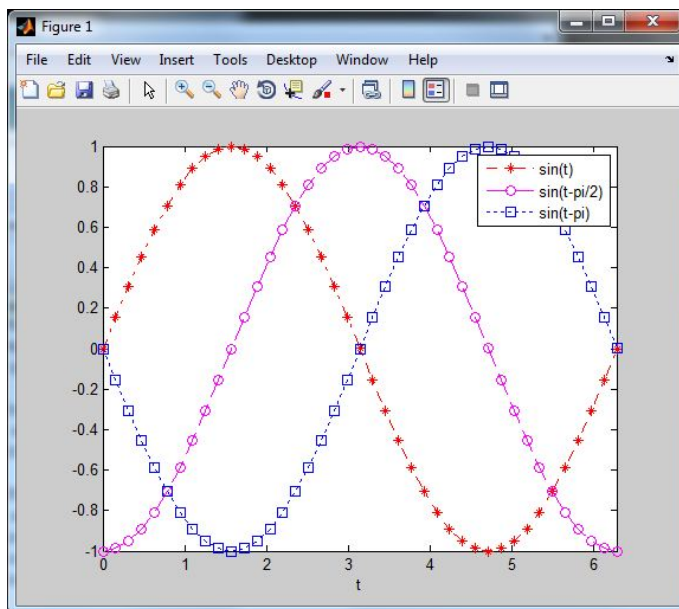 Figure 1
File Edit View Insert Tools Desktop Window Help
sin(t)
sin(t-pi/2)
sin(t-pi)
1
0.8
0.6
0.4
0.2
0
-0.2
-0.4
-0.6
-0.8
-1
0 1 2 3 4 5 6
t